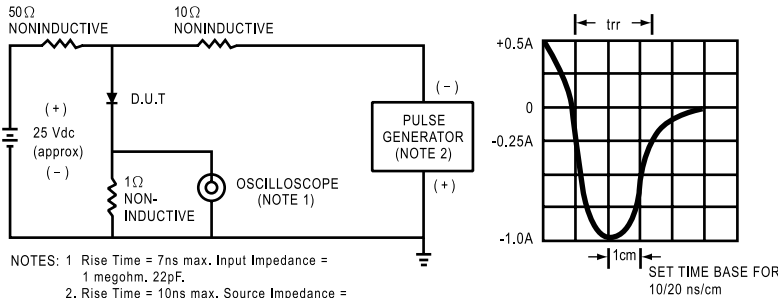 50Ω
NONINDUCTIVE
10Ω
NONINDUCTIVE
(+)
25 Vdc
(approx)
(−)
D.U.T
1Ω
NON-
INDUCTIVE
OSCILLOSCOPE
(NOTE 1)
(−)
PULSE
GENERATOR
(NOTE 2)
(+)
trr
+0.5A
0
-0.25A
-1.0A
1cm
SET TIME BASE FOR
10/20 ns/cm
NOTES: 1 Rise Time = 7ns max. Input Impedance =
1 megohm. 22pF.
2. Rise Time = 10ns max. Source Impedance =